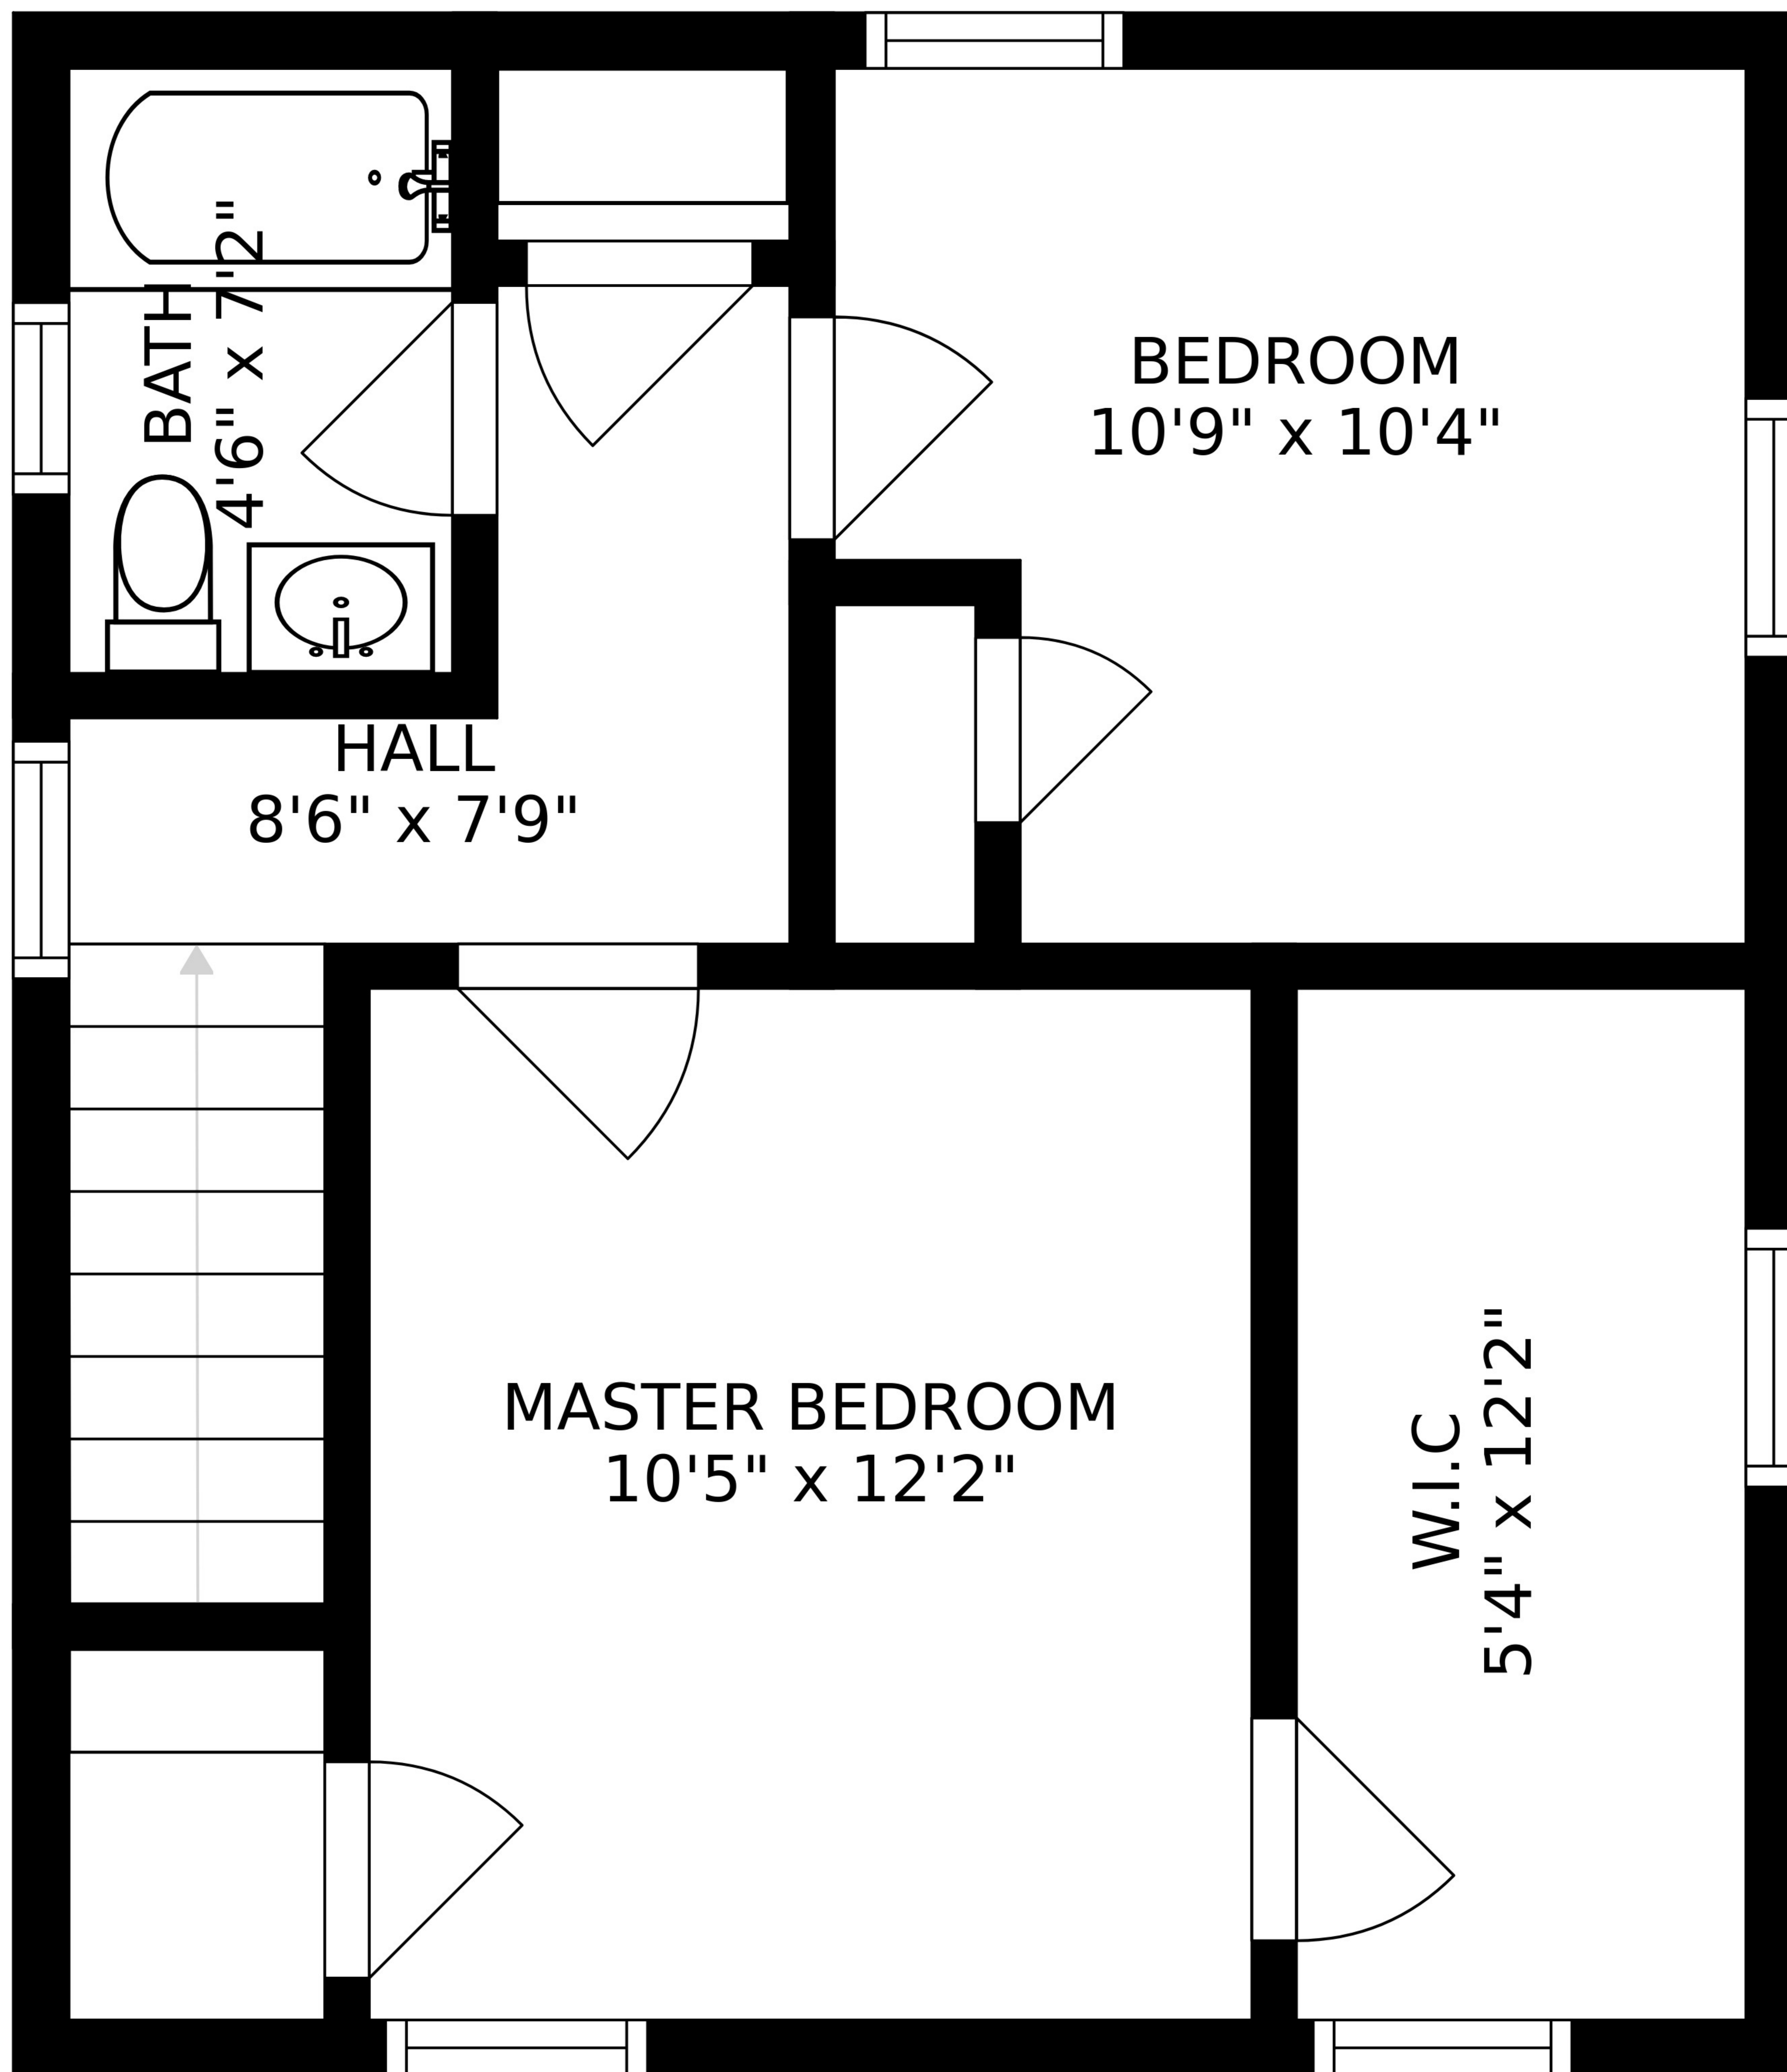 BATH
4'6" x 7'2"
BEDROOM
10'9" x 10'4"
HALL
8'6" x 7'9"
MASTER BEDROOM
10'5" x 12'2"
W.I.C
5'4" x 12'2"